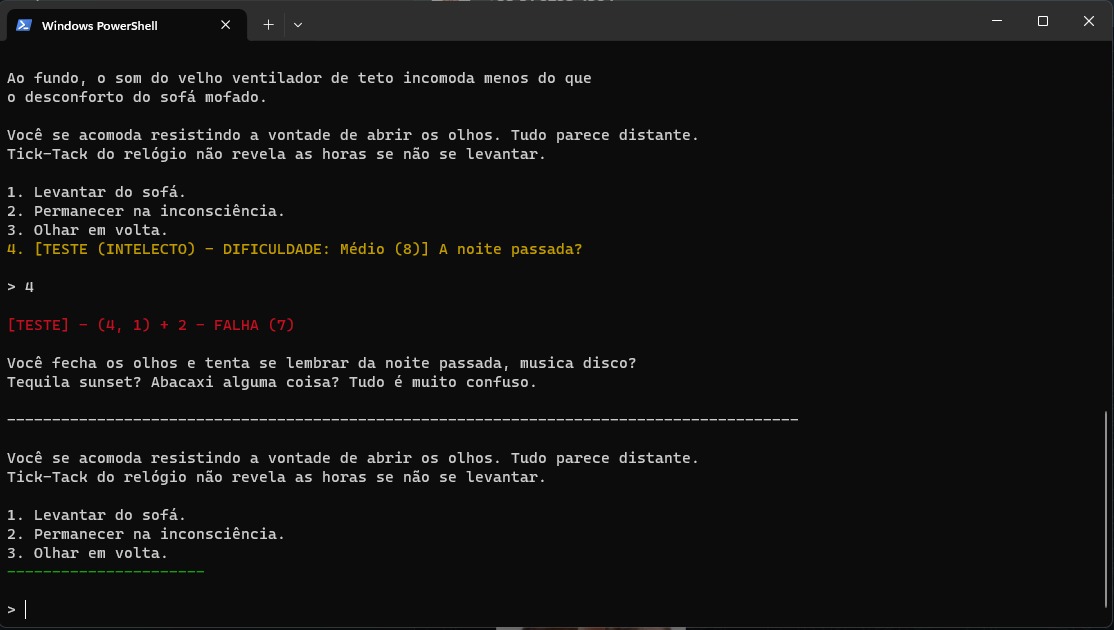 Windows PowerShell
Ao fundo, o som do velho ventilador de teto incomoda menos do que
o desconforto do sofá mofado.
Você se acomoda resistindo a vontade de abrir os olhos. Tudo parece distante.
Tick-Tack do relógio não revela as horas se não se levantar.
1. Levantar do sofá.
2. Permanecer na inconsciência.
3. Olhar em volta.
4. [TESTE (INTELECTO) - DIFICULDADE: Médio (8)] A noite passada?
> 4
[TESTE] - (4, 1) + 2 - FALHA (7)
Você fecha os olhos e tenta se lembrar da noite passada, musica disco?
Tequila sunset? Abacaxi alguma coisa? Tudo é muito confuso.
----------------------------------------------------------------------------------------
Você se acomoda resistindo a vontade de abrir os olhos. Tudo parece distante.
Tick-Tack do relógio não revela as horas se não se levantar.
1. Levantar do sofá.
2. Permanecer na inconsciência.
3. Olhar em volta.
----------------------
>